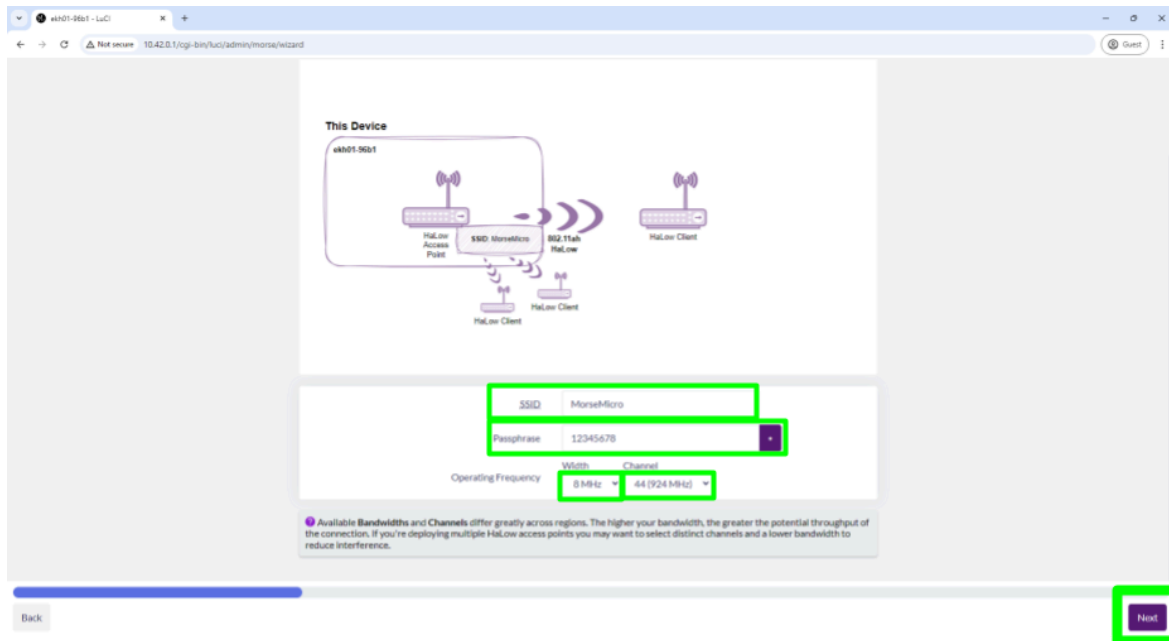 ekh01-96b1 - LuCI
Not secure 10.42.0.1/cgi-bin/luci/admin/morse/wizard
Guest
This Device
ekh01-96b1
HaLow
Access
Point
SSID: MorseMicro
802.11ah
HaLow
HaLow Client
HaLow Client
HaLow Client
SSID MorseMicro
Passphrase 12345678
Width Channel
Operating Frequency 8 MHz 44 (924 MHz)
Available Bandwidths and Channels differ greatly across regions. The higher your bandwidth, the greater the potential throughput of
the connection. If you're deploying multiple HaLow access points you may want to select distinct channels and a lower bandwidth to
reduce interference.
Back
Next